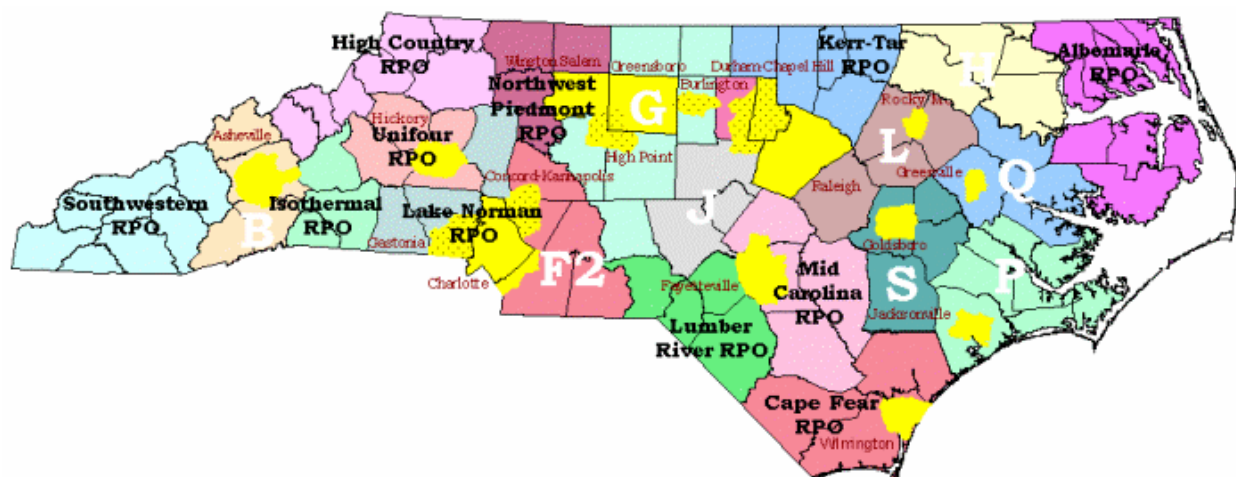 High Country
RPO
Winston Salem
Greensboro
Durham-Chapel Hill
Kerr-Tar
RPO
Albemarle
RPO
H
Northwest
Piedmont
RPO
G
Burlington
Rocky Mt.
L
Asheville
Hickory
Unifour
RPO
High Point
Greenville
Q
Concord-Kannapolis
Raleigh
Southwestern
RPO
B
Isothermal
RPO
Lake Norman
RPO
Gastonia
J
Goldsboro
Charlotte
F2
Fayetteville
Mid
Carolina
RPO
S
P
Jacksonville
Lumber
River RPO
Cape Fear
RPO
Wilmington